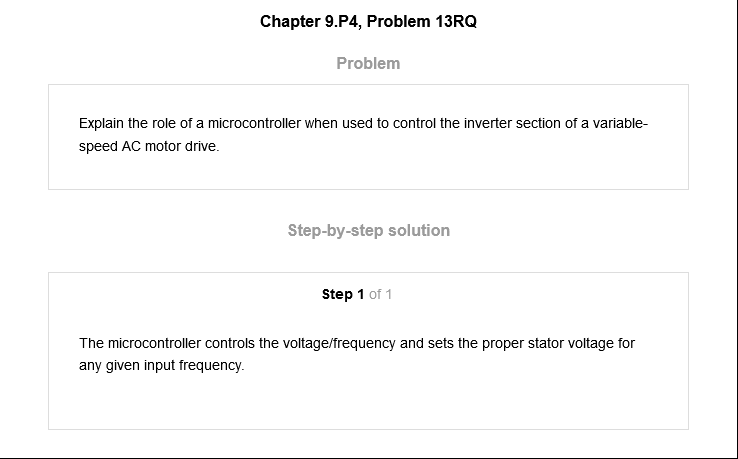 Chapter 9.P4, Problem 13RQ
Problem
Explain the role of a microcontroller when used to control the inverter section of a variable-
speed AC motor drive.
Step-by-step solution
Step 1 of 1
The microcontroller controls the voltage/frequency and sets the proper stator voltage for
any given input frequency.